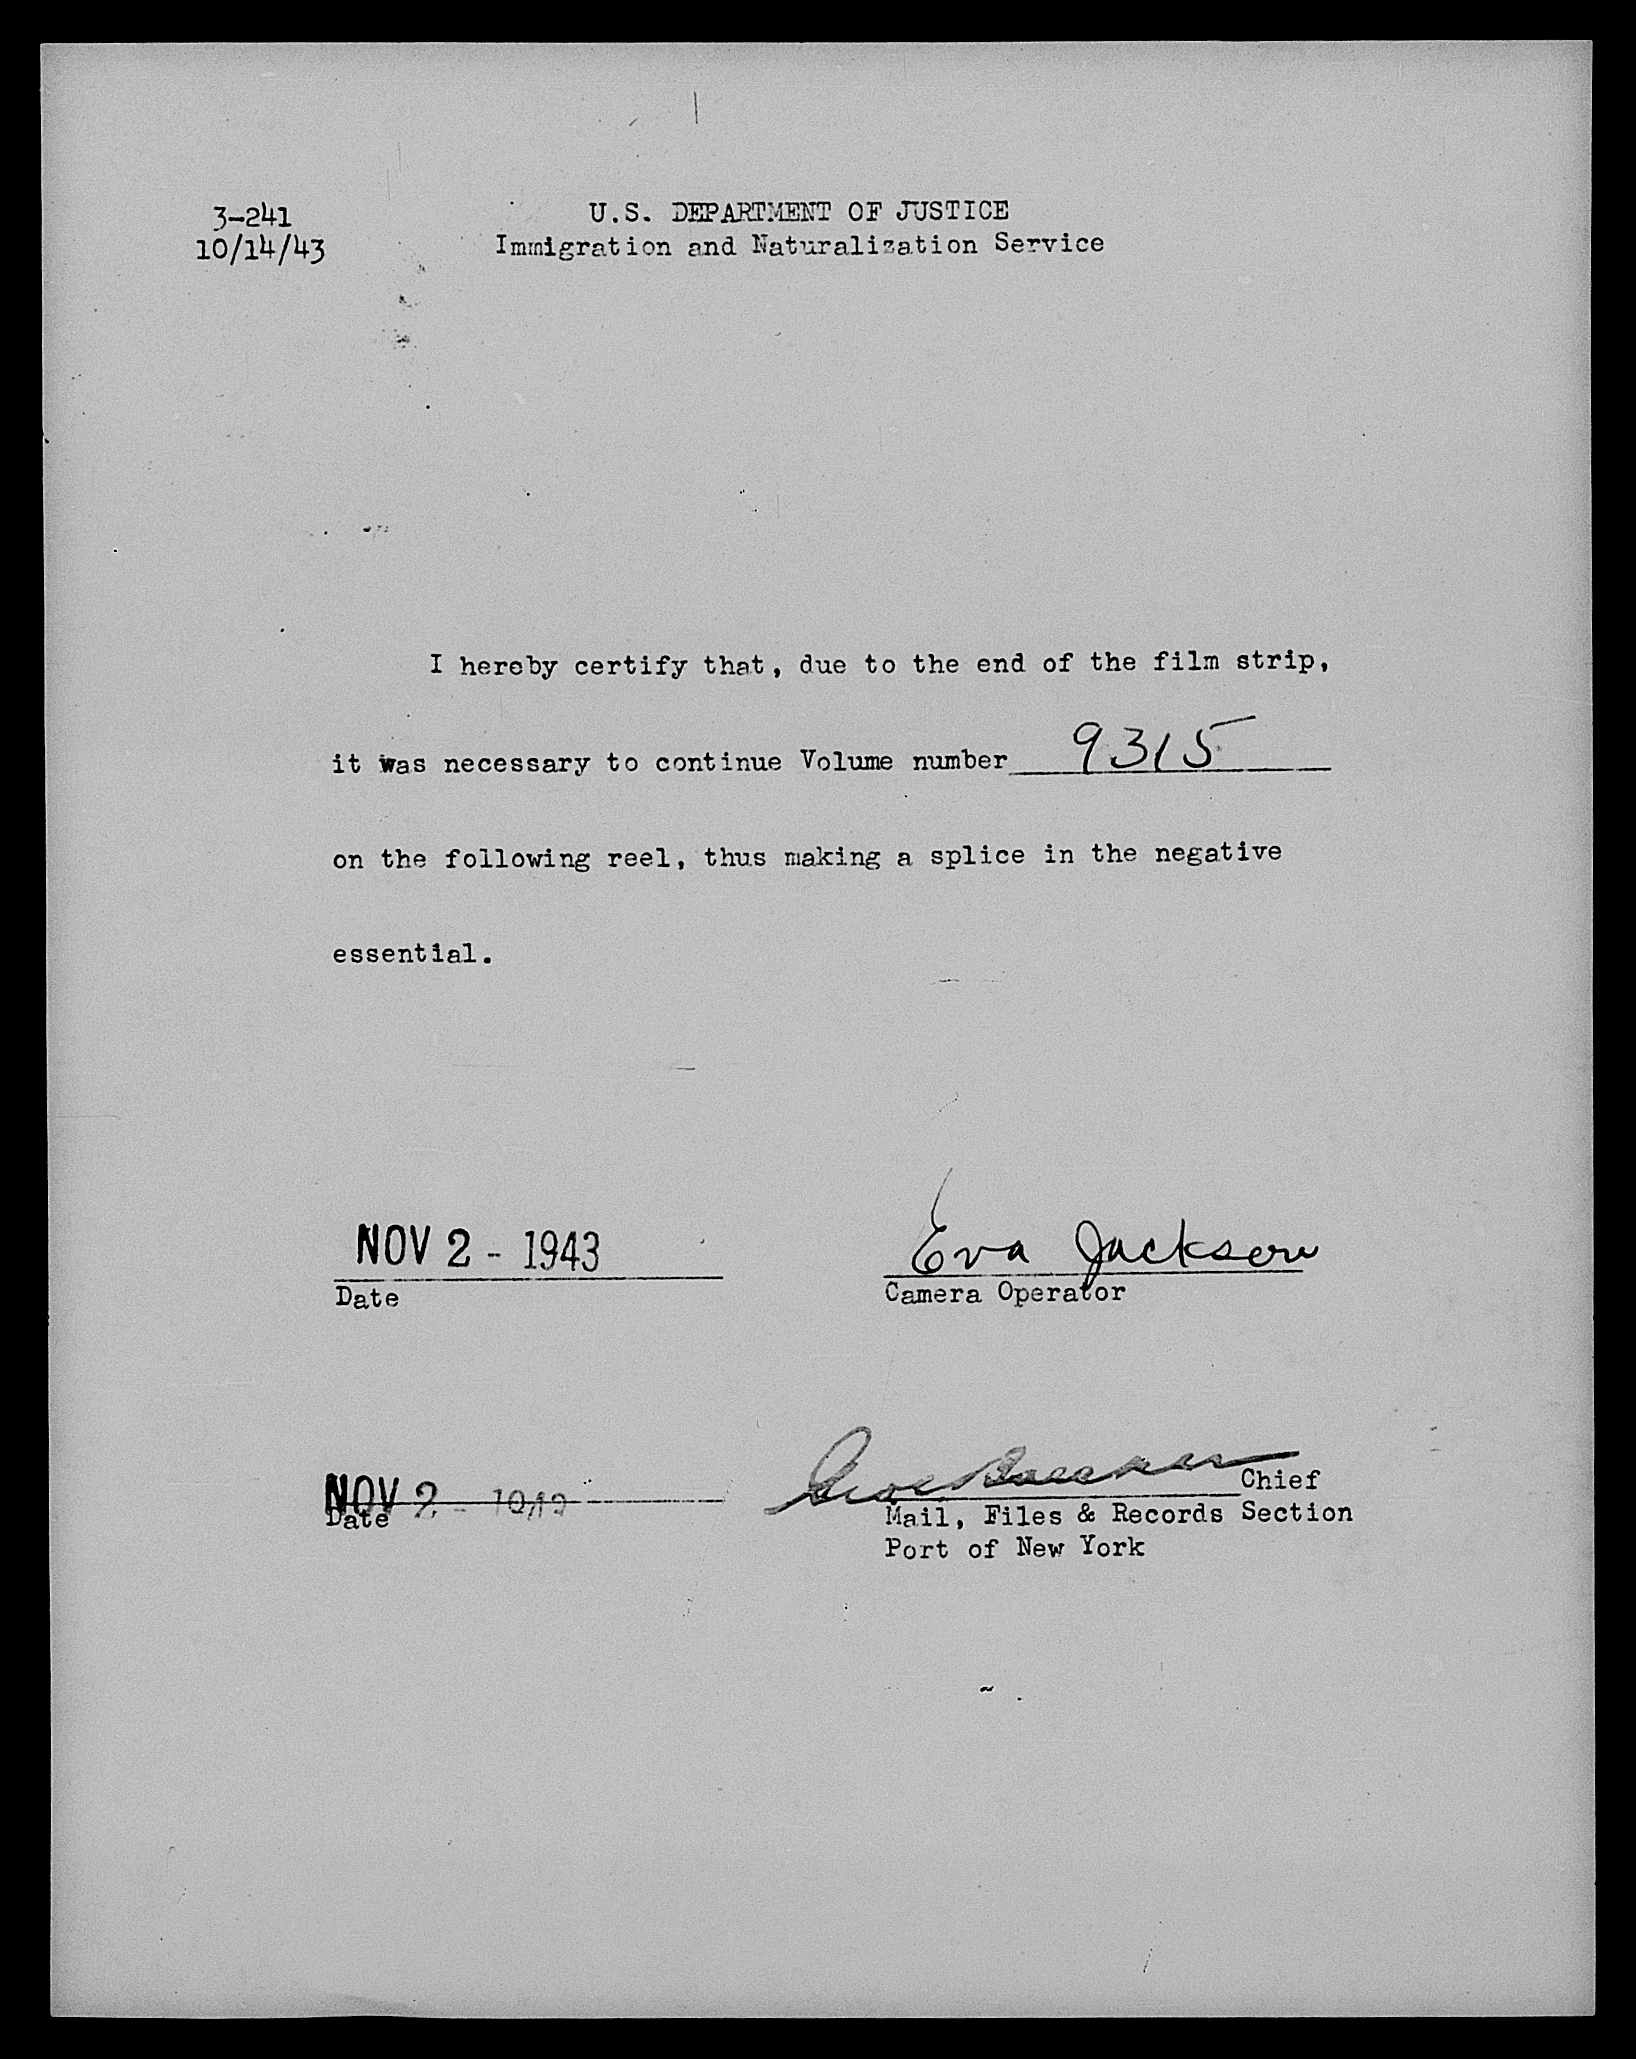 3-241
U.S. DEPARTMENT OF JUSTICE
10/14/43
Immigration and Naturalization Service
I hereby certify that, due to the end of the film strip,
it was necessary to continue Volume number 9315
on the following reel, thus making a splice in the negative
essential.
NOV 2 - 1943
Eva Jackson
Date
Camera Operator
NOV 2 -
Chief
Date
Mail, Files & Records Section
Port of New York